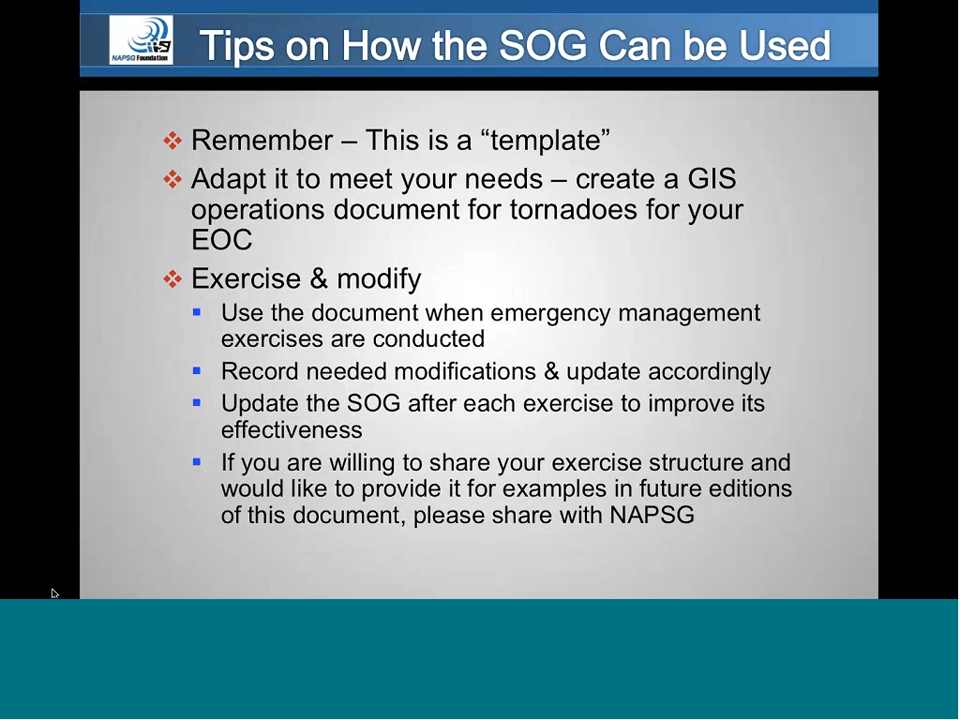 NAPSG Foundation
Tips on How the SOG Can be Used
Remember – This is a “template”
Adapt it to meet your needs – create a GIS
operations document for tornadoes for your
EOC
Exercise & modify
Use the document when emergency management
exercises are conducted
Record needed modifications & update accordingly
Update the SOG after each exercise to improve its
effectiveness
If you are willing to share your exercise structure and
would like to provide it for examples in future editions
of this document, please share with NAPSG